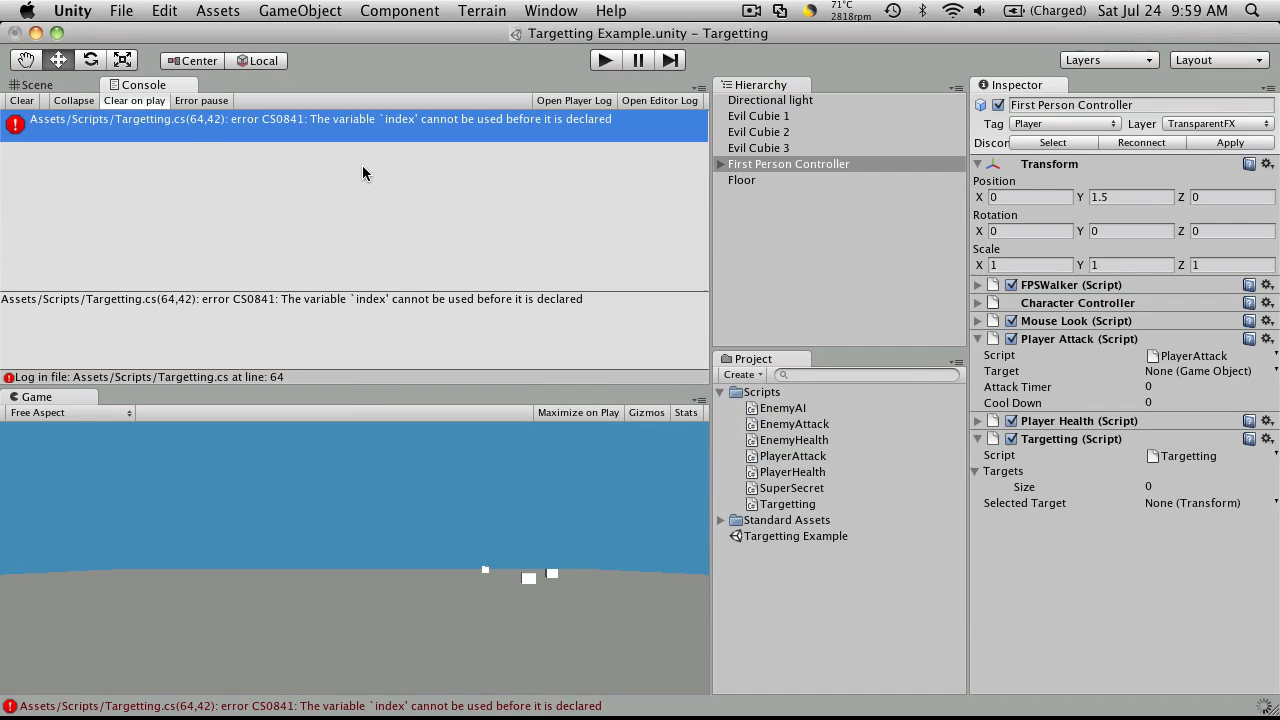 Unity File Edit Assets GameObject Component Terrain Window Help 71°C 2818rpm (Charged) Sat Jul 24 9:59 AM
Targetting Example.unity – Targetting
Center Local Layers Layout
Scene Console
Clear Collapse Clear on play Error pause Open Player Log Open Editor Log
Assets/Scripts/Targetting.cs(64,42): error CS0841: The variable `index' cannot be used before it is declared
Assets/Scripts/Targetting.cs(64,42): error CS0841: The variable `index' cannot be used before it is declared
Log in file: Assets/Scripts/Targetting.cs at line: 64
Game
Free Aspect Maximize on Play Gizmos Stats
Hierarchy
Directional light
Evil Cubie 1
Evil Cubie 2
Evil Cubie 3
First Person Controller
Floor
Project
Create
Scripts
EnemyAI
EnemyAttack
EnemyHealth
PlayerAttack
PlayerHealth
SuperSecret
Targetting
Standard Assets
Targetting Example
Inspector
First Person Controller
Tag Player Layer TransparentFX
Discon Select Reconnect Apply
Transform
Position
X 0 Y 1.5 Z 0
Rotation
X 0 Y 0 Z 0
Scale
X 1 Y 1 Z 1
FPSWalker (Script)
Character Controller
Mouse Look (Script)
Player Attack (Script)
Script PlayerAttack
Target None (Game Object)
Attack Timer 0
Cool Down 0
Player Health (Script)
Targetting (Script)
Script Targetting
Targets
Size 0
Selected Target None (Transform)
Assets/Scripts/Targetting.cs(64,42): error CS0841: The variable `index' cannot be used before it is declared